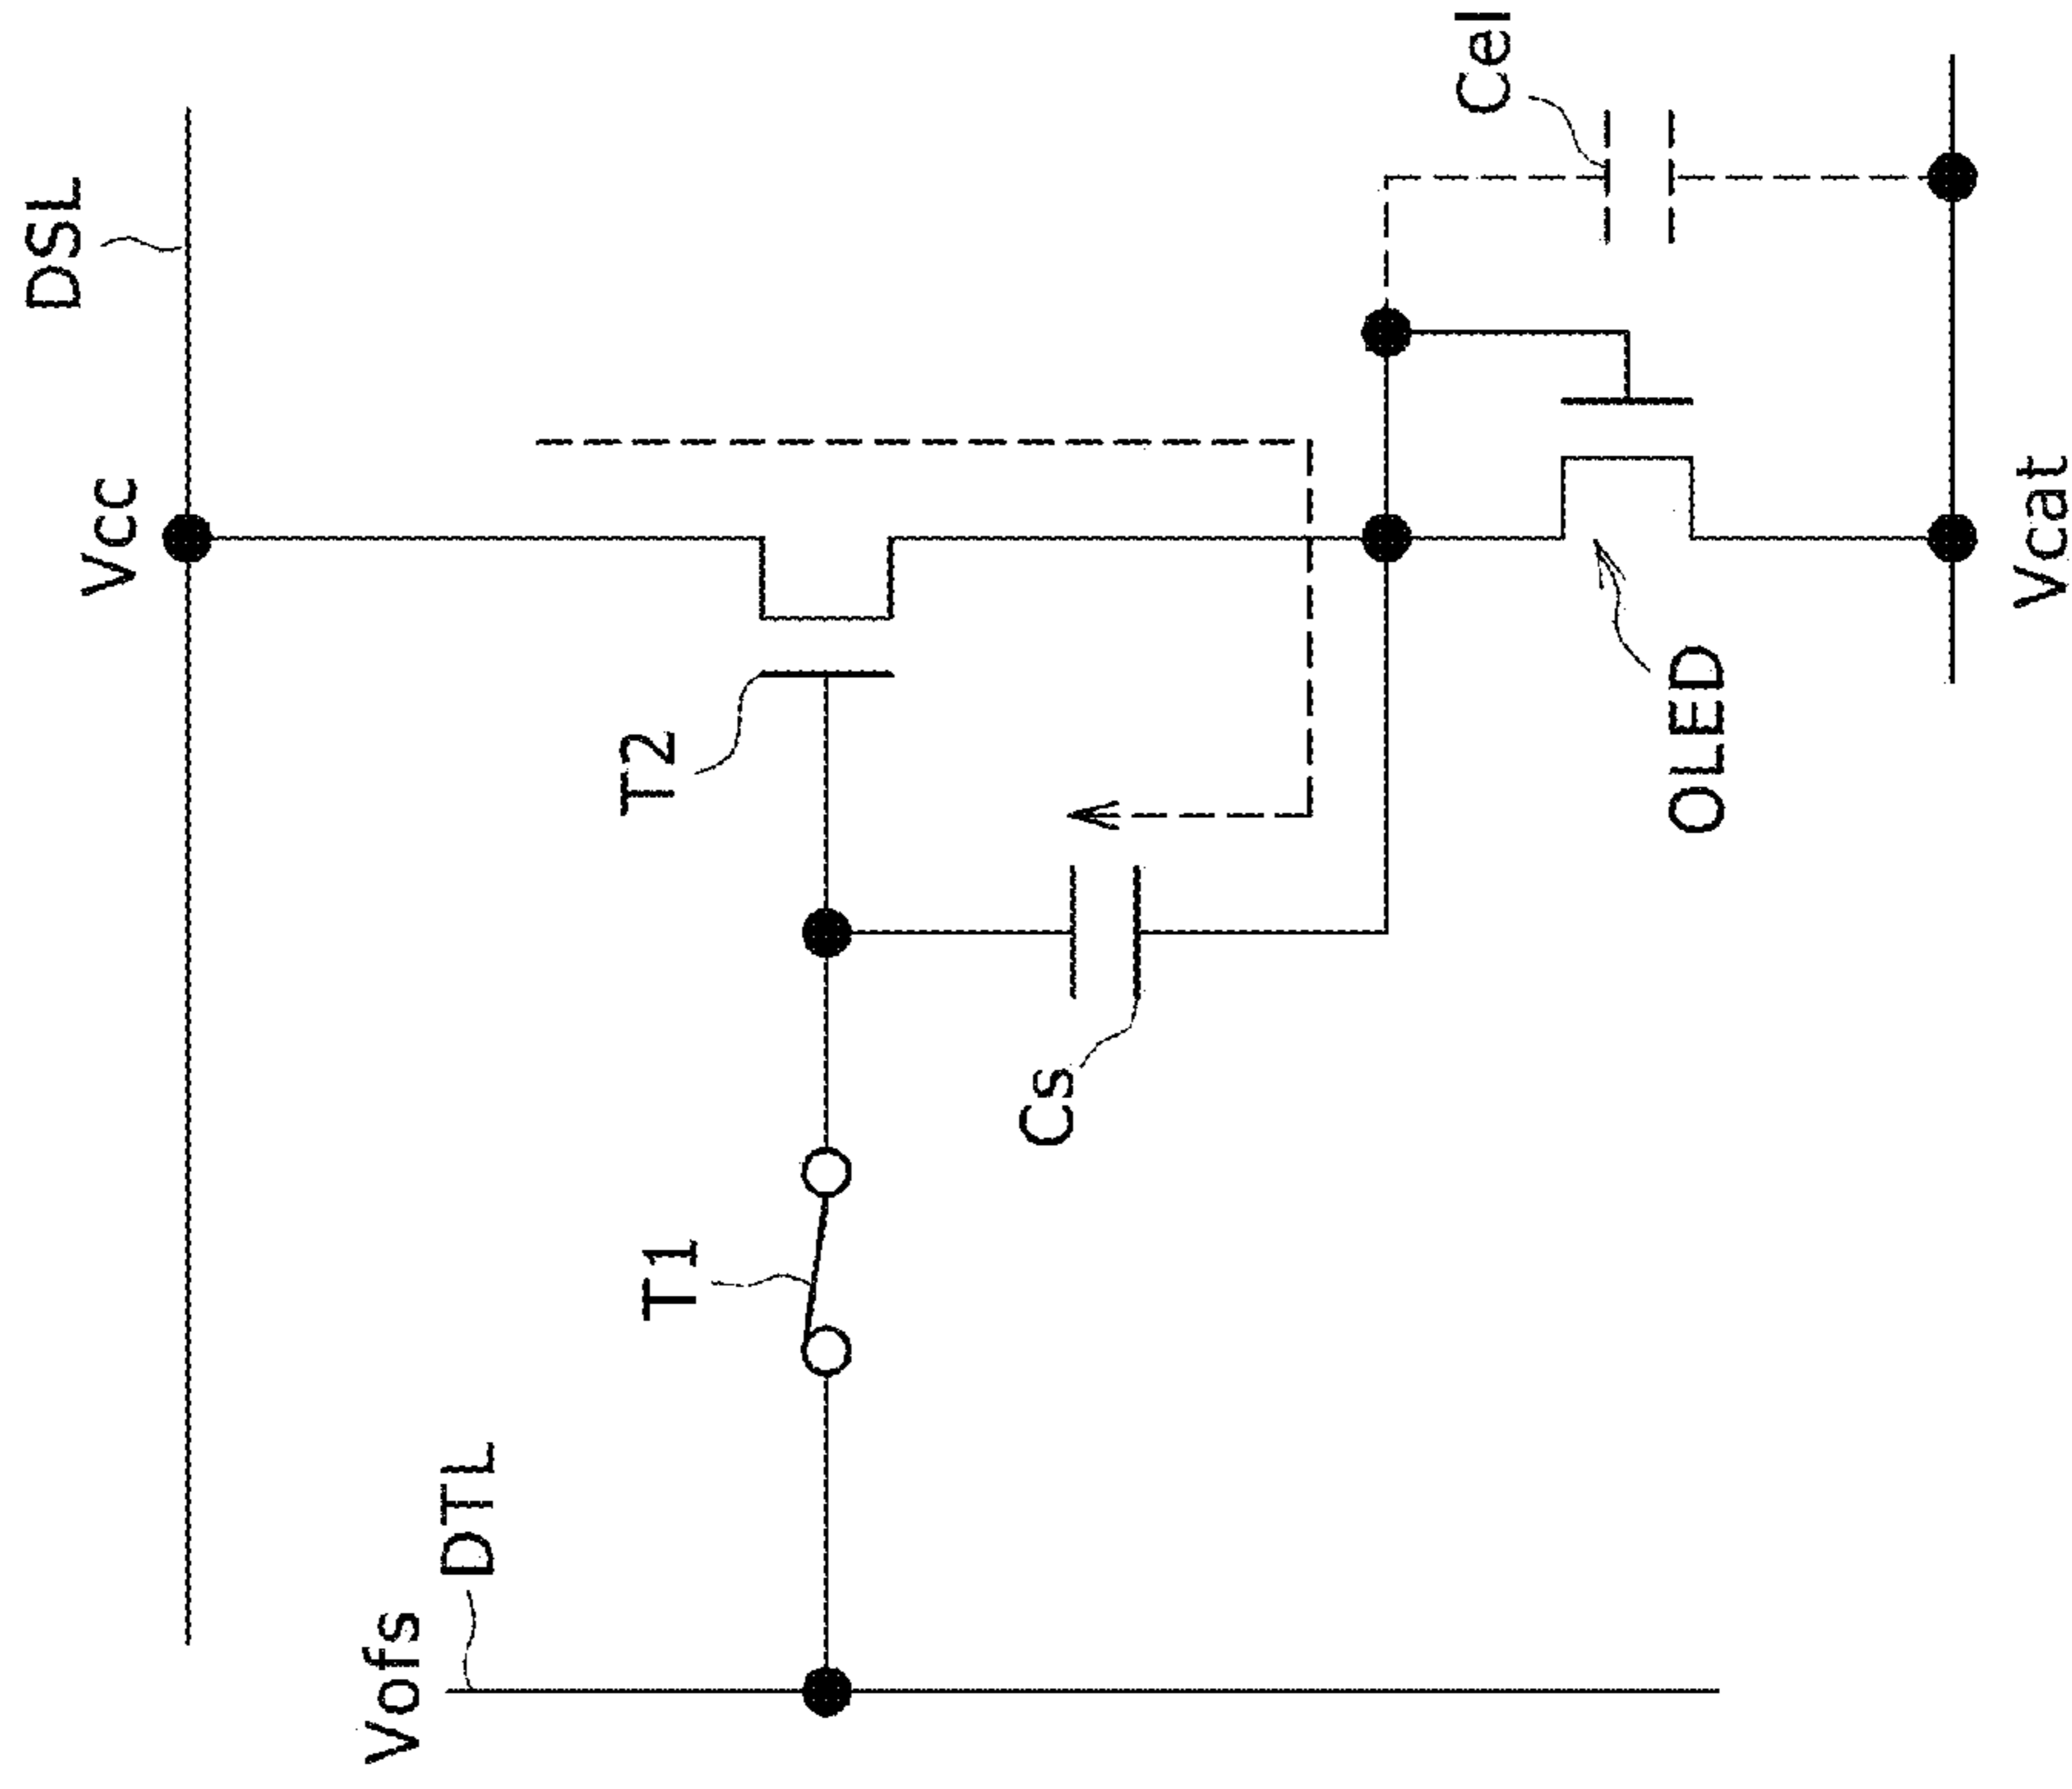 DSL
Vcc
Cel
T2
T1
Cs
DTL
Vofs
OLED
Vcat